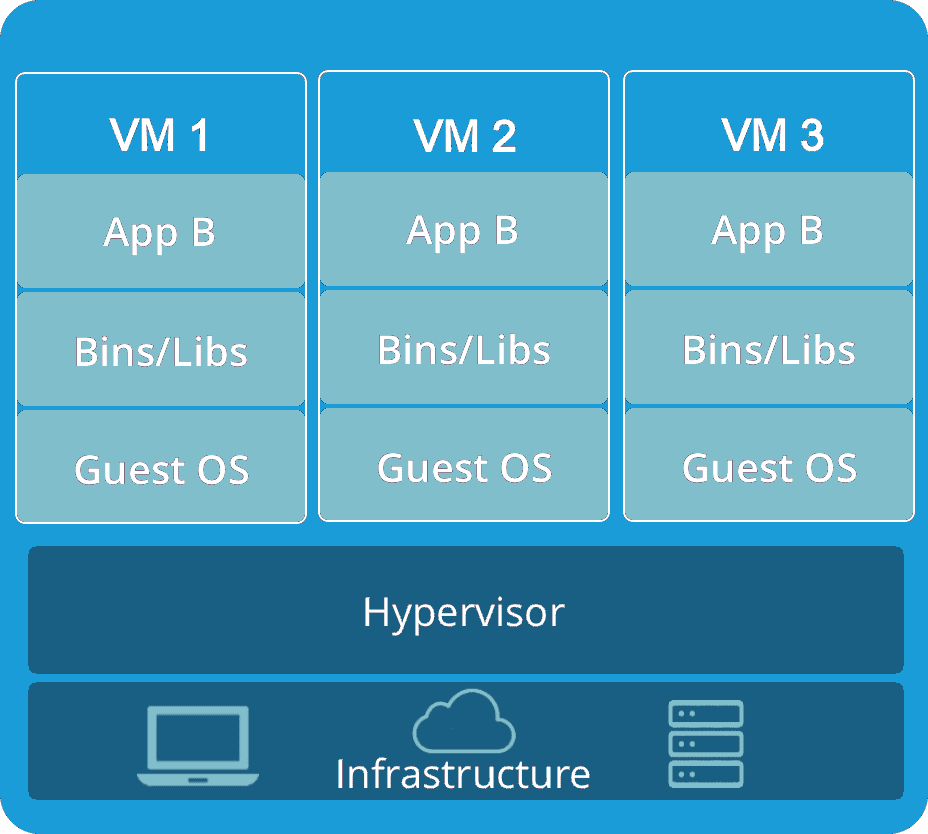 VM 1
VM 2
VM 3
App B
App B
App B
Bins/Libs
Bins/Libs
Bins/Libs
Guest OS
Guest OS
Guest OS
Hypervisor
Infrastructure